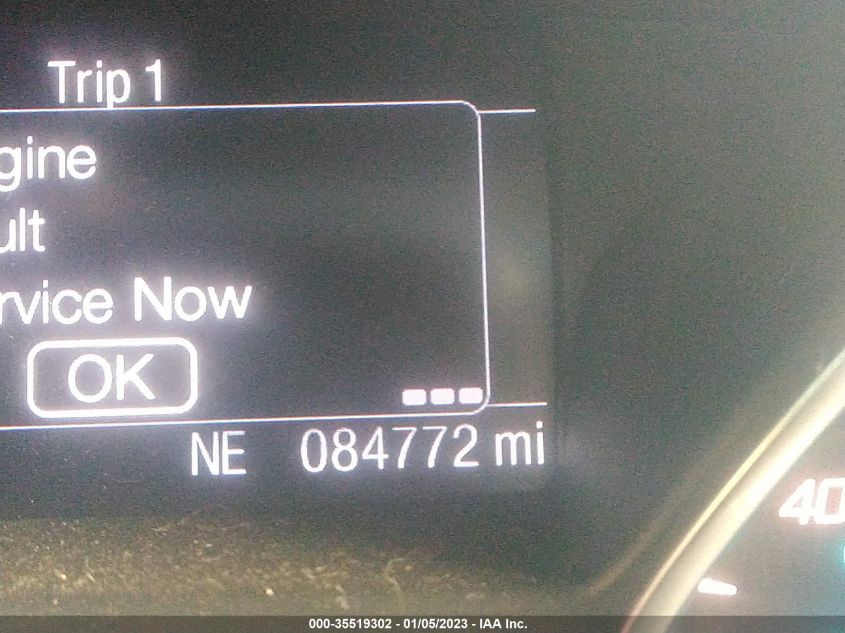 Trip 1
gine
ult
rvice Now
OK
NE 084772 mi
40
000-35519302 - 01/05/2023 - IAA Inc.